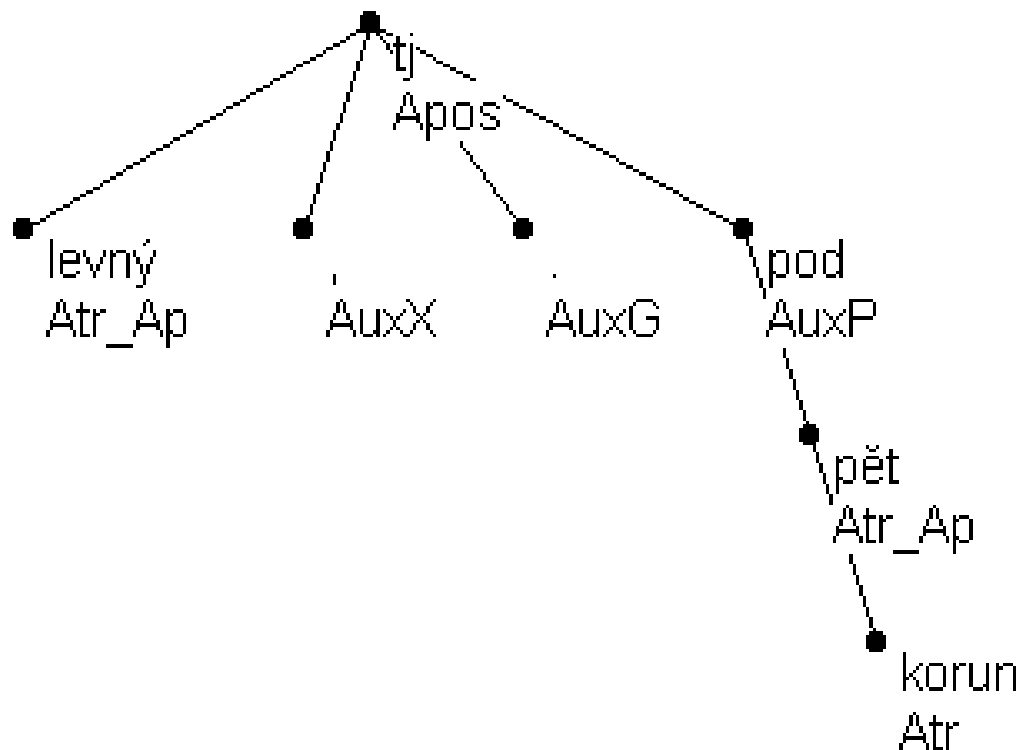 tj
Apos
levný
Atr_Ap
,
AuxX
.
AuxG
pod
AuxP
pět
Atr_Ap
korun
Atr